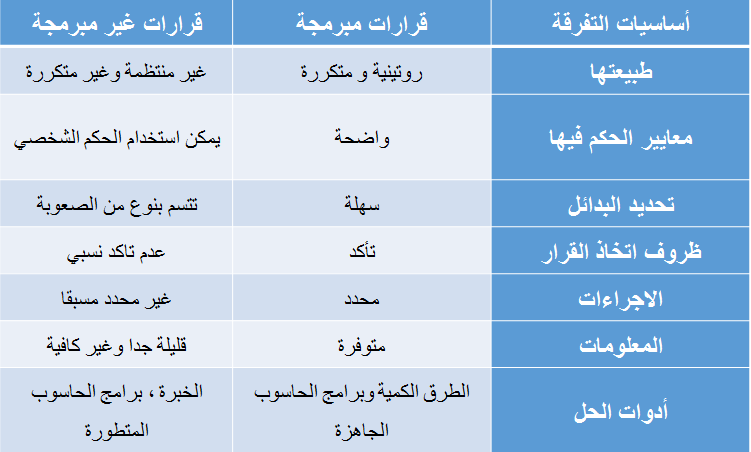 أساسيات التفرقة قرارات مبرمجة قرارات غير مبرمجة
طبيعتها روتينية و متكررة غير منتظمة وغير متكررة
معايير الحكم فيها واضحة يمكن استخدام الحكم الشخصي
تحديد البدائل سهلة تتسم بنوع من الصعوبة
ظروف اتخاذ القرار تأكد عدم تاكد نسبي
الاجراءات محدد غير محدد مسبقا
المعلومات متوفرة قليلة جدا وغير كافية
أدوات الحل الطرق الكمية وبرامج الحاسوب الخبرة ، برامج الحاسوب
الجاهزة المتطورة